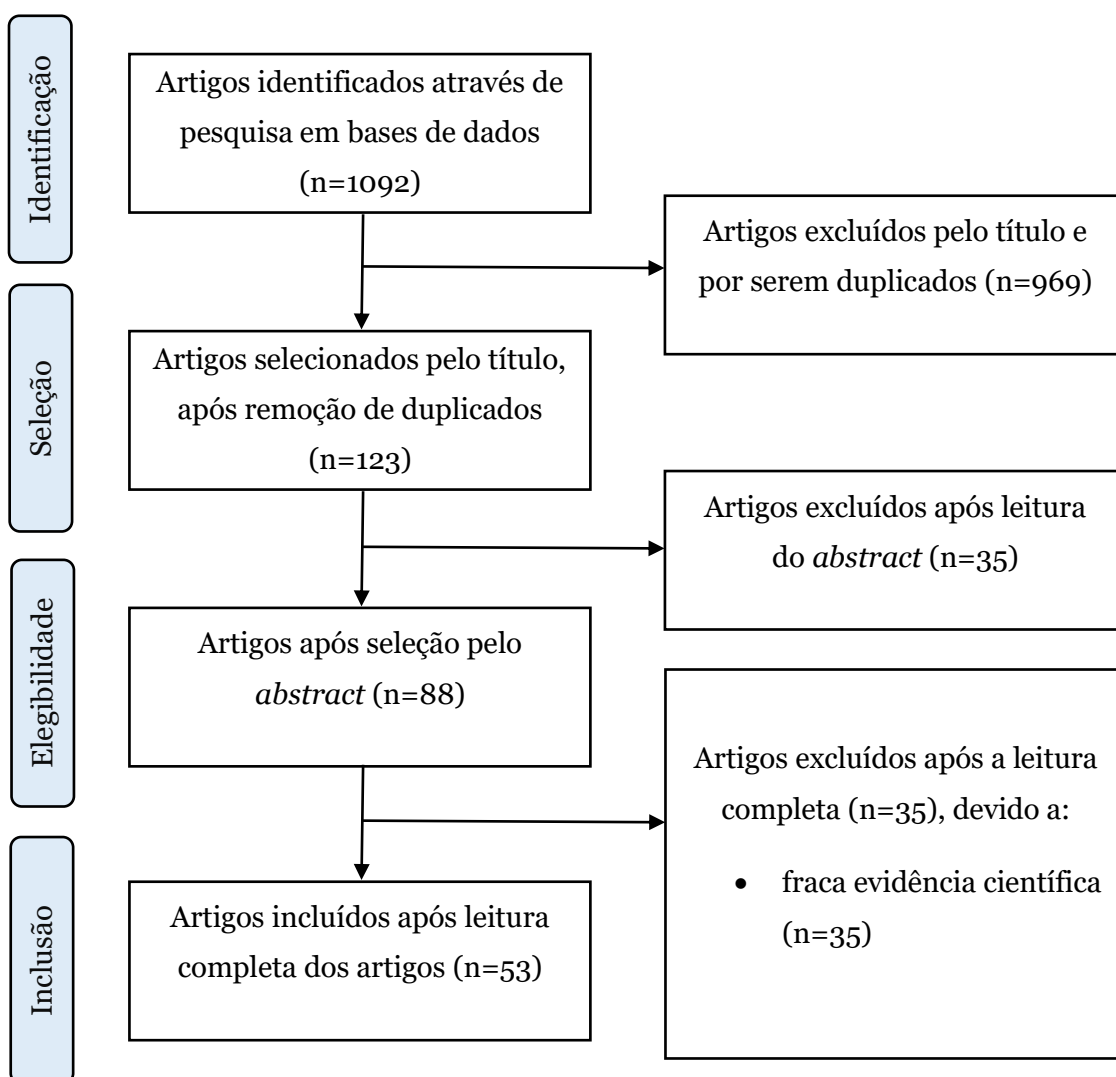 Identificação
Artigos identificados através de
pesquisa em bases de dados
(n=1092)
Artigos excluídos pelo título e
por serem duplicados (n=969)
Seleção
Artigos selecionados pelo título,
após remoção de duplicados
(n=123)
Artigos excluídos após leitura
do abstract (n=35)
Elegibilidade
Artigos após seleção pelo
abstract (n=88)
Artigos excluídos após a leitura
completa (n=35), devido a:
• fraca evidência científica
(n=35)
Inclusão
Artigos incluídos após leitura
completa dos artigos (n=53)